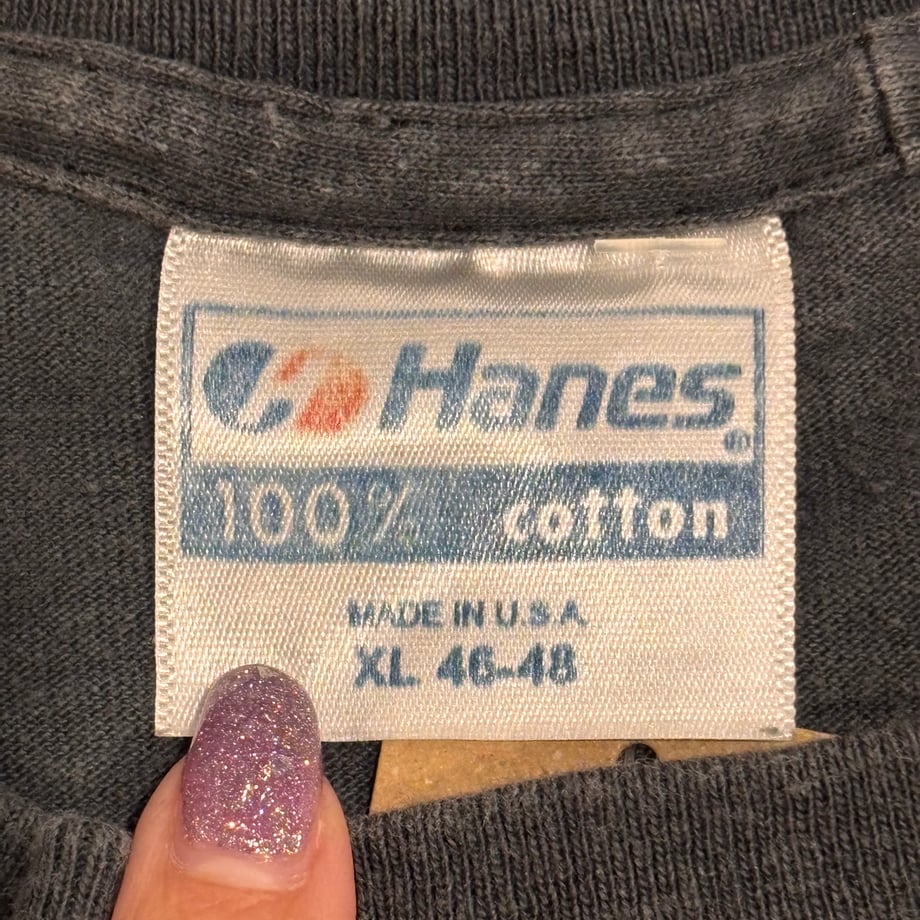 Hanes®
100% cotton
MADE IN U.S.A.
XL 46-48